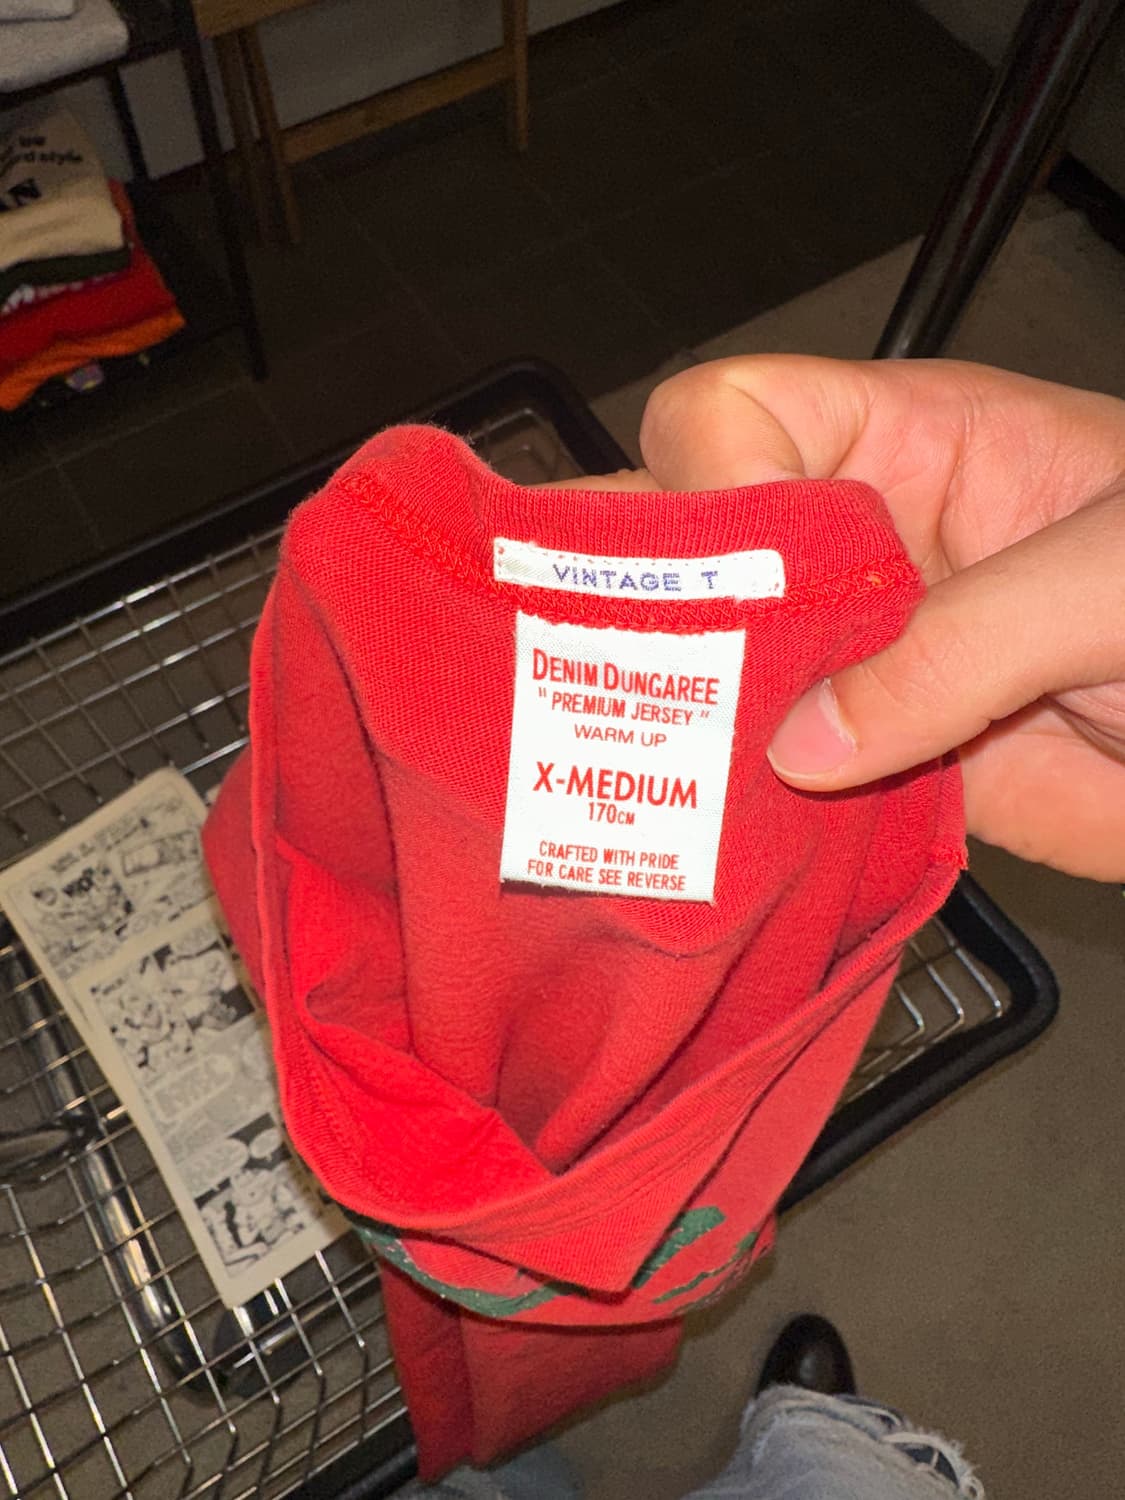 VINTAGE T
DENIM DUNGAREE
" PREMIUM JERSEY "
WARM UP
X-MEDIUM
170CM
CRAFTED WITH PRIDE
FOR CARE SEE REVERSE